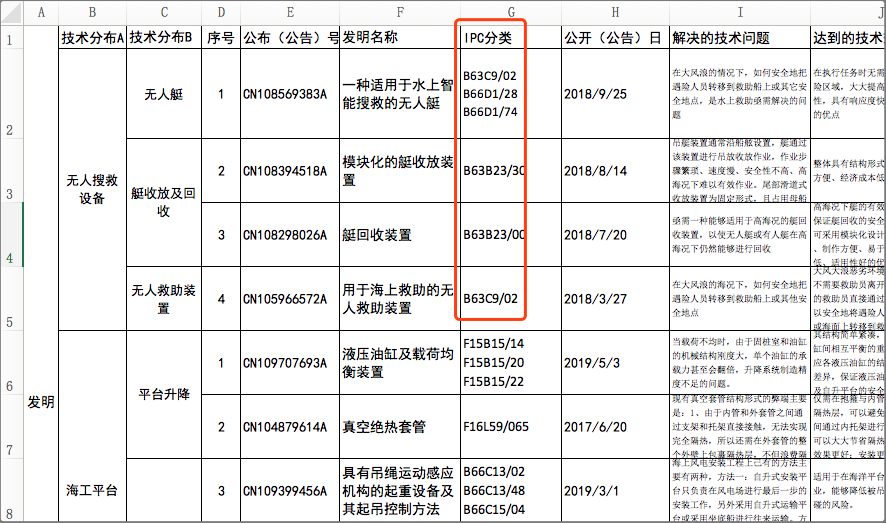 A B C D E F G H I J
1 技术分布A 技术分布B 序号 公布（公告）号 发明名称 IPC分类 公开（公告）日 解决的技术问题 达到的技术
发明
无人搜救
设备
无人艇
1
CN108569383A
一种适用于水上智
能搜救的无人艇
B63C9/02
B66D1/28
B66D1/74
2018/9/25
在大风浪的情况下，如何安全地把
遇险人员转移到救助船上或其它安
全地点，是水上救助亟需解决的问
题
在执行任务时无需
险区域，大大提高
性，具有响应度快
的优点
2
艇收放及回
收
2
CN108394518A
模块化的艇收放装
置
B63B23/30
2018/8/14
吊艇装置通常沿船舷设置，艇通过
该装置进行吊放收放作业，作业步
骤繁琐、速度慢、安全性不高、高
海况下难以有效作业。尾部滑道式
收放装置为固定形式，且占用母船
整体具有结构形式
方便、经济成本低
3
3
CN108298026A
艇回收装置
B63B23/00
2018/7/20
亟需一种能够适用于高海况的艇回
收装置，以使无人艇或有人艇在高
海况下仍然能够进行回收
高海况下艇的有效
保证艇回收的安全
可采用模块化设计
、制作方便、易于
低、适用性好的优
4
无人救助装
置
4
CN105966572A
用于海上救助的无
人救助装置
B63C9/02
2018/3/27
在大风浪的海况下，如何安全地把
遇险人员转移到救助船上或其他安
全地点
大风大浪恶劣环境
不需要救助员离开
的救助员直接通过
以安全地将遇险人
或海面上转移到救
5
海工平台
平台升降
1
CN109707693A
液压油缸及载荷均
衡装置
F15B15/14
F15B15/20
F15B15/22
2019/5/3
当载荷不均时，由于固桩室和油缸
的机械结构刚度大，单个油缸的承
载力甚至会翻倍，升降系统制造精
度不足的问题。
其结构简单紧凑，
缸间相互平衡的重
应各液压油缸的结
差异，保证液压油
及自升平台的安全
6
2
CN104879614A
真空绝热套管
F16L59/065
2017/6/20
现有真空套管结构形式的弊端主要
是：1、由于内管和外套管之间通
过支架和托架直接接触，无法实现
完全隔热，所以还需在外套管的整
个外壁上包裹隔热层，不但浪费隔
仅需在抱箍与内管
隔热层，可以避免
间通过内托架进行
可以大大节省隔热
效果更好；安装更
7
3
CN109399456A
具有吊绳运动感应
机构的起重设备及
其起吊控制方法
B66C13/02
B66C13/48
B66C15/04
2019/3/1
海上风电安装工程上已有的方法主
要有两种，方法一：自升式安装平
台只负责在风电场进行最后一步的
安装工作，另外采用自升式运输平
台或采用坐底船进行往来运输。方
适用于在海洋平台
业，能够降低被吊
碰的风险。
8